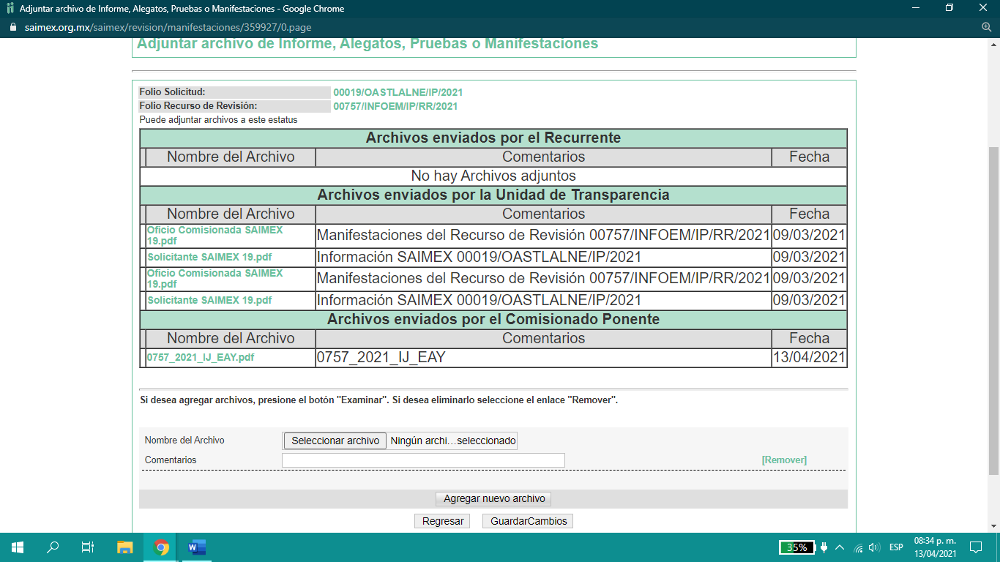 Adjuntar archivo de Informe, Alegatos, Pruebas o Manifestaciones - Google Chrome
saimex.org.mx/saimex/revision/manifestaciones/359927/0.page
Adjuntar archivo de Informe, Alegatos, Pruebas o Manifestaciones
Folio Solicitud: 00019/OASTLALNE/IP/2021
Folio Recurso de Revisión: 00757/INFOEM/IP/RR/2021
Puede adjuntar archivos a este estatus
Archivos enviados por el Recurrente
Nombre del Archivo Comentarios Fecha
No hay Archivos adjuntos
Archivos enviados por la Unidad de Transparencia
Nombre del Archivo Comentarios Fecha
Oficio Comisionada SAIMEX
19.pdf Manifestaciones del Recurso de Revisión 00757/INFOEM/IP/RR/2021 09/03/2021
Solicitante SAIMEX 19.pdf Información SAIMEX 00019/OASTLALNE/IP/2021 09/03/2021
Oficio Comisionada SAIMEX
19.pdf Manifestaciones del Recurso de Revisión 00757/INFOEM/IP/RR/2021 09/03/2021
Solicitante SAIMEX 19.pdf Información SAIMEX 00019/OASTLALNE/IP/2021 09/03/2021
Archivos enviados por el Comisionado Ponente
Nombre del Archivo Comentarios Fecha
0757_2021_IJ_EAY.pdf 0757_2021_IJ_EAY 13/04/2021
Si desea agregar archivos, presione el botón "Examinar". Si desea eliminarlo seleccione el enlace "Remover".
Nombre del Archivo Seleccionar archivo Ningún archi...seleccionado
Comentarios [Remover]
Agregar nuevo archivo
Regresar GuardarCambios
35% ESP 08:34 p. m.
13/04/2021